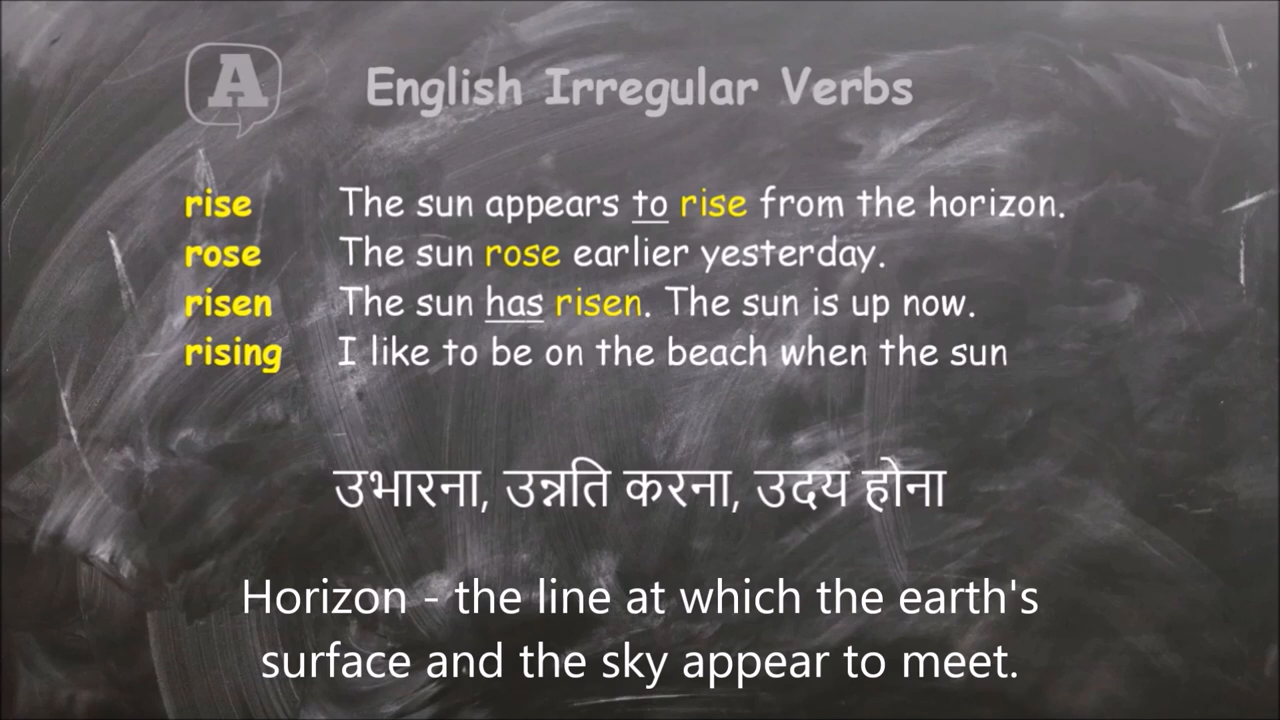 A English Irregular Verbs
rise The sun appears to rise from the horizon.
rose The sun rose earlier yesterday.
risen The sun has risen. The sun is up now.
rising I like to be on the beach when the sun
उभारना, उन्नति करना, उदय होना
Horizon - the line at which the earth's
surface and the sky appear to meet.